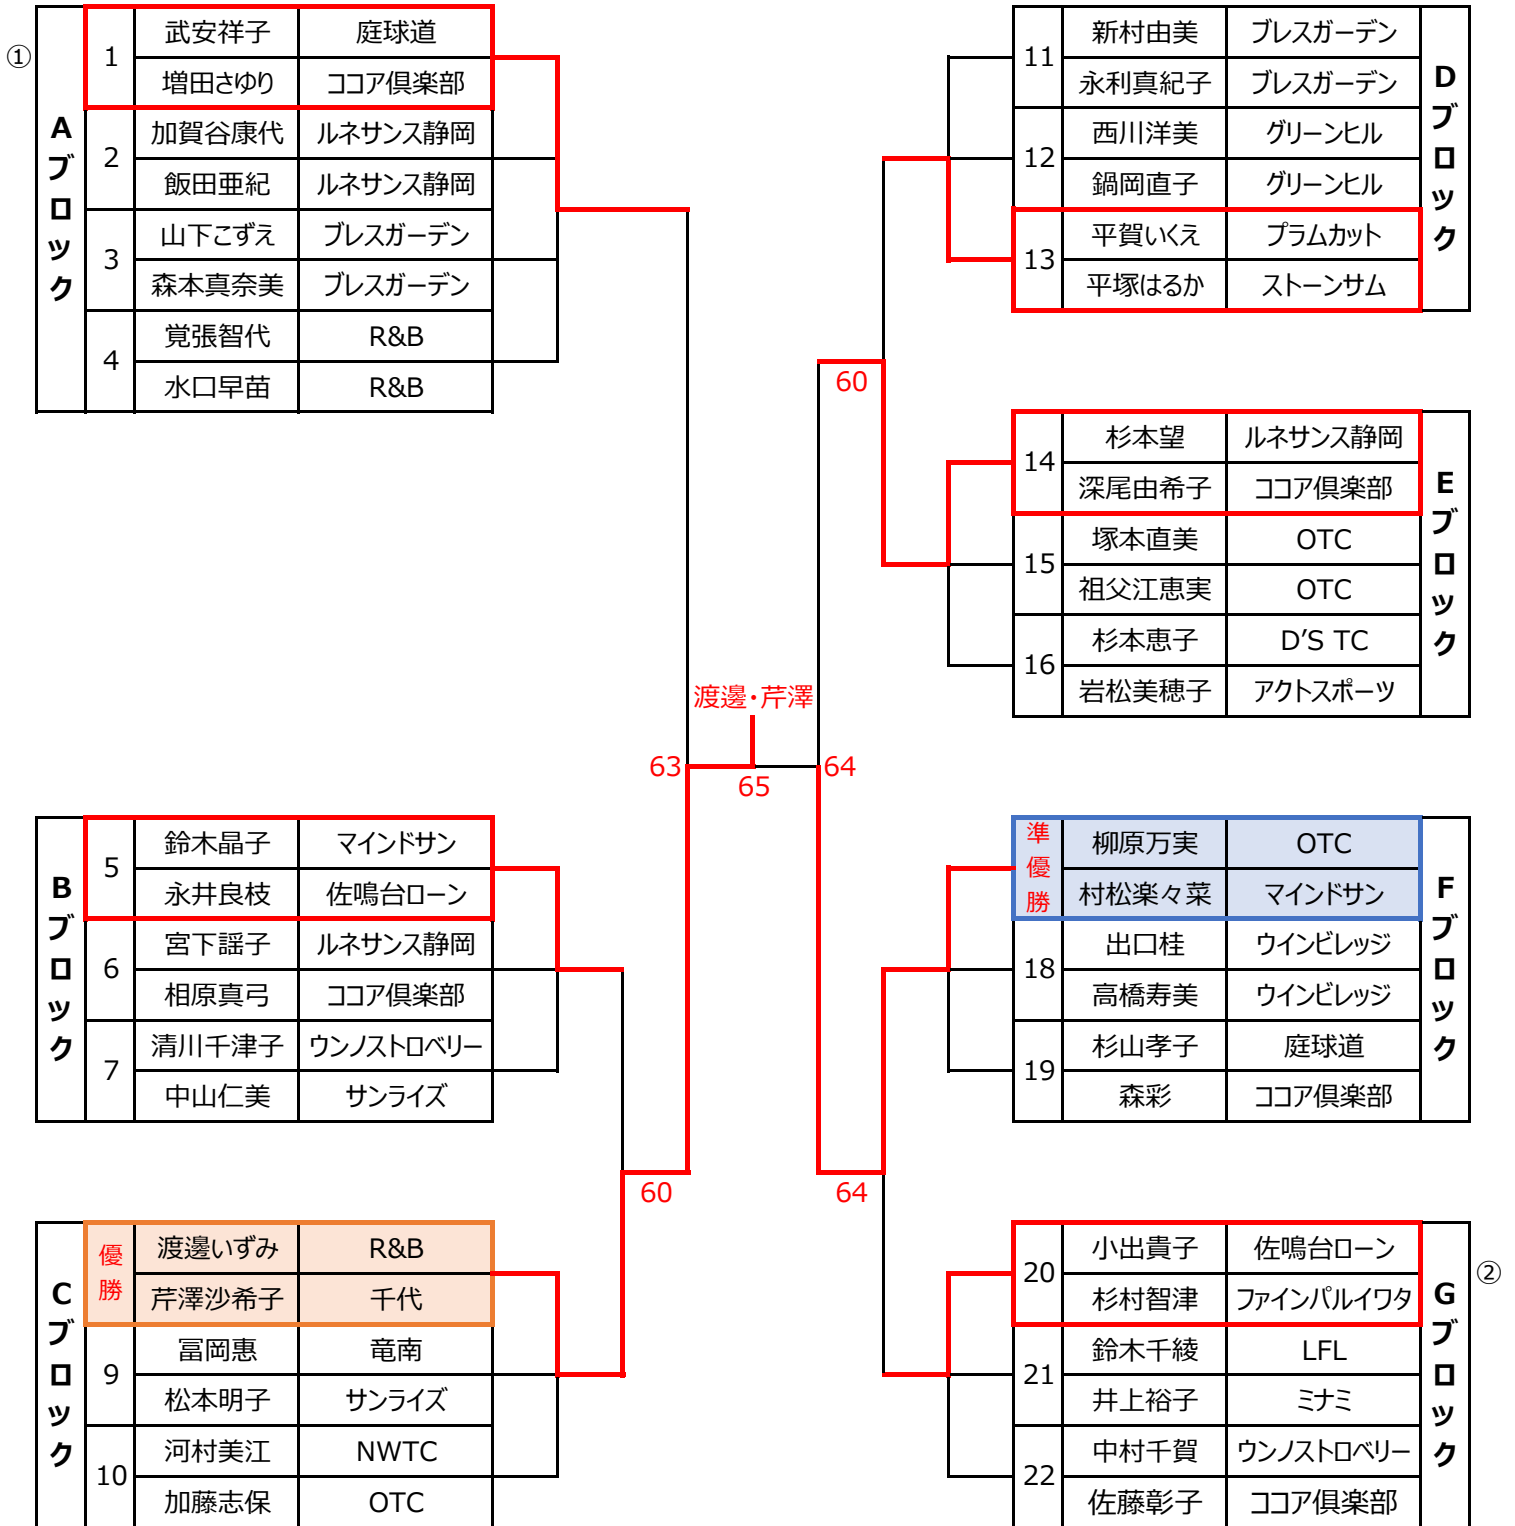 ①
Aブロック
1 武安祥子 庭球道
増田さゆり ココア倶楽部
2 加賀谷康代 ルネサンス静岡
飯田亜紀 ルネサンス静岡
3 山下こずえ ブレスガーデン
森本真奈美 ブレスガーデン
4 覚張智代 R&B
水口早苗 R&B
Bブロック
5 鈴木晶子 マインドサン
永井良枝 佐鳴台ローン
6 宮下謡子 ルネサンス静岡
相原真弓 ココア倶楽部
7 清川千津子 ウンノストロベリー
中山仁美 サンライズ
Cブロック
優勝 渡邊いずみ R&B
芹澤沙希子 千代
9 冨岡惠 竜南
松本明子 サンライズ
10 河村美江 NWTC
加藤志保 OTC
60
63
渡邊・芹澤
65
64
60
64
Dブロック
11 新村由美 ブレスガーデン
永利真紀子 ブレスガーデン
12 西川洋美 グリーンヒル
鍋岡直子 グリーンヒル
13 平賀いくえ プラムカット
平塚はるか ストーンサム
Eブロック
14 杉本望 ルネサンス静岡
深尾由希子 ココア倶楽部
15 塚本直美 OTC
祖父江恵実 OTC
16 杉本恵子 D'S TC
岩松美穂子 アクトスポーツ
Fブロック
準優勝 柳原万実 OTC
村松楽々菜 マインドサン
18 出口桂 ウインビレッジ
高橋寿美 ウインビレッジ
19 杉山孝子 庭球道
森彩 ココア倶楽部
Gブロック
②
20 小出貴子 佐鳴台ローン
杉村智津 ファインパルイワタ
21 鈴木千綾 LFL
井上裕子 ミナミ
22 中村千賀 ウンノストロベリー
佐藤彰子 ココア倶楽部